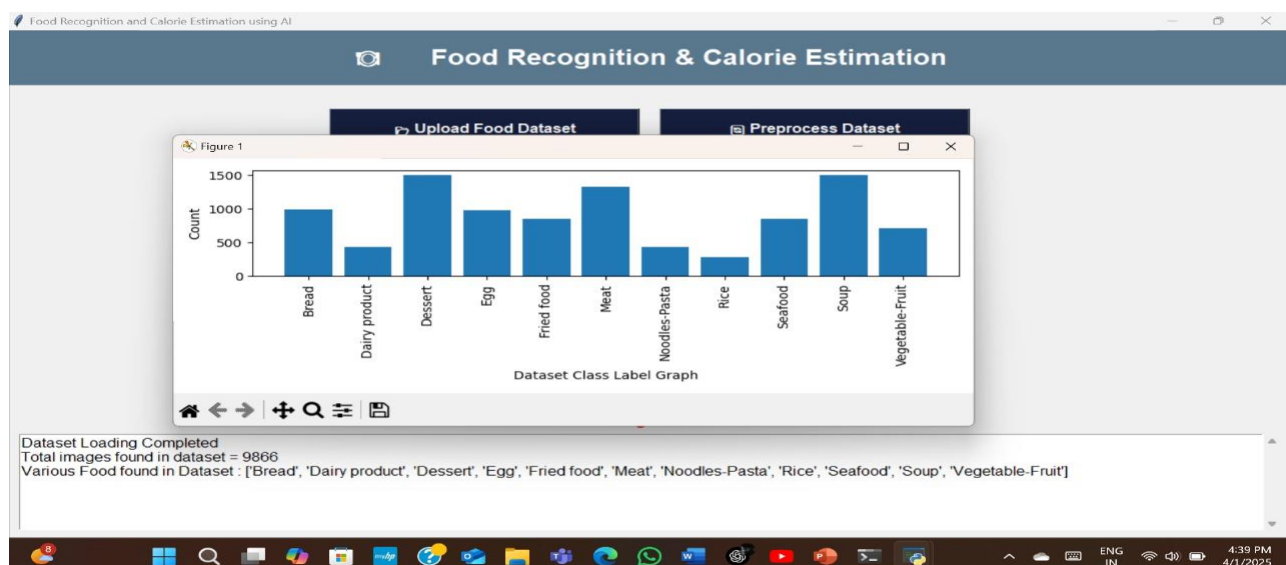 Food Recognition and Calorie Estimation using AI
Food Recognition & Calorie Estimation
Upload Food Dataset
Preprocess Dataset
Figure 1
1500
1000
500
0
Count
Bread
Dairy product
Dessert
Egg
Fried food
Meat
Noodles-Pasta
Rice
Seafood
Soup
Vegetable-Fruit
Dataset Class Label Graph
Dataset Loading Completed
Total images found in dataset = 9866
Various Food found in Dataset : ['Bread', 'Dairy product', 'Dessert', 'Egg', 'Fried food', 'Meat', 'Noodles-Pasta', 'Rice', 'Seafood', 'Soup', 'Vegetable-Fruit']
8
myhp
ENG
IN
4:39 PM
4/1/2025